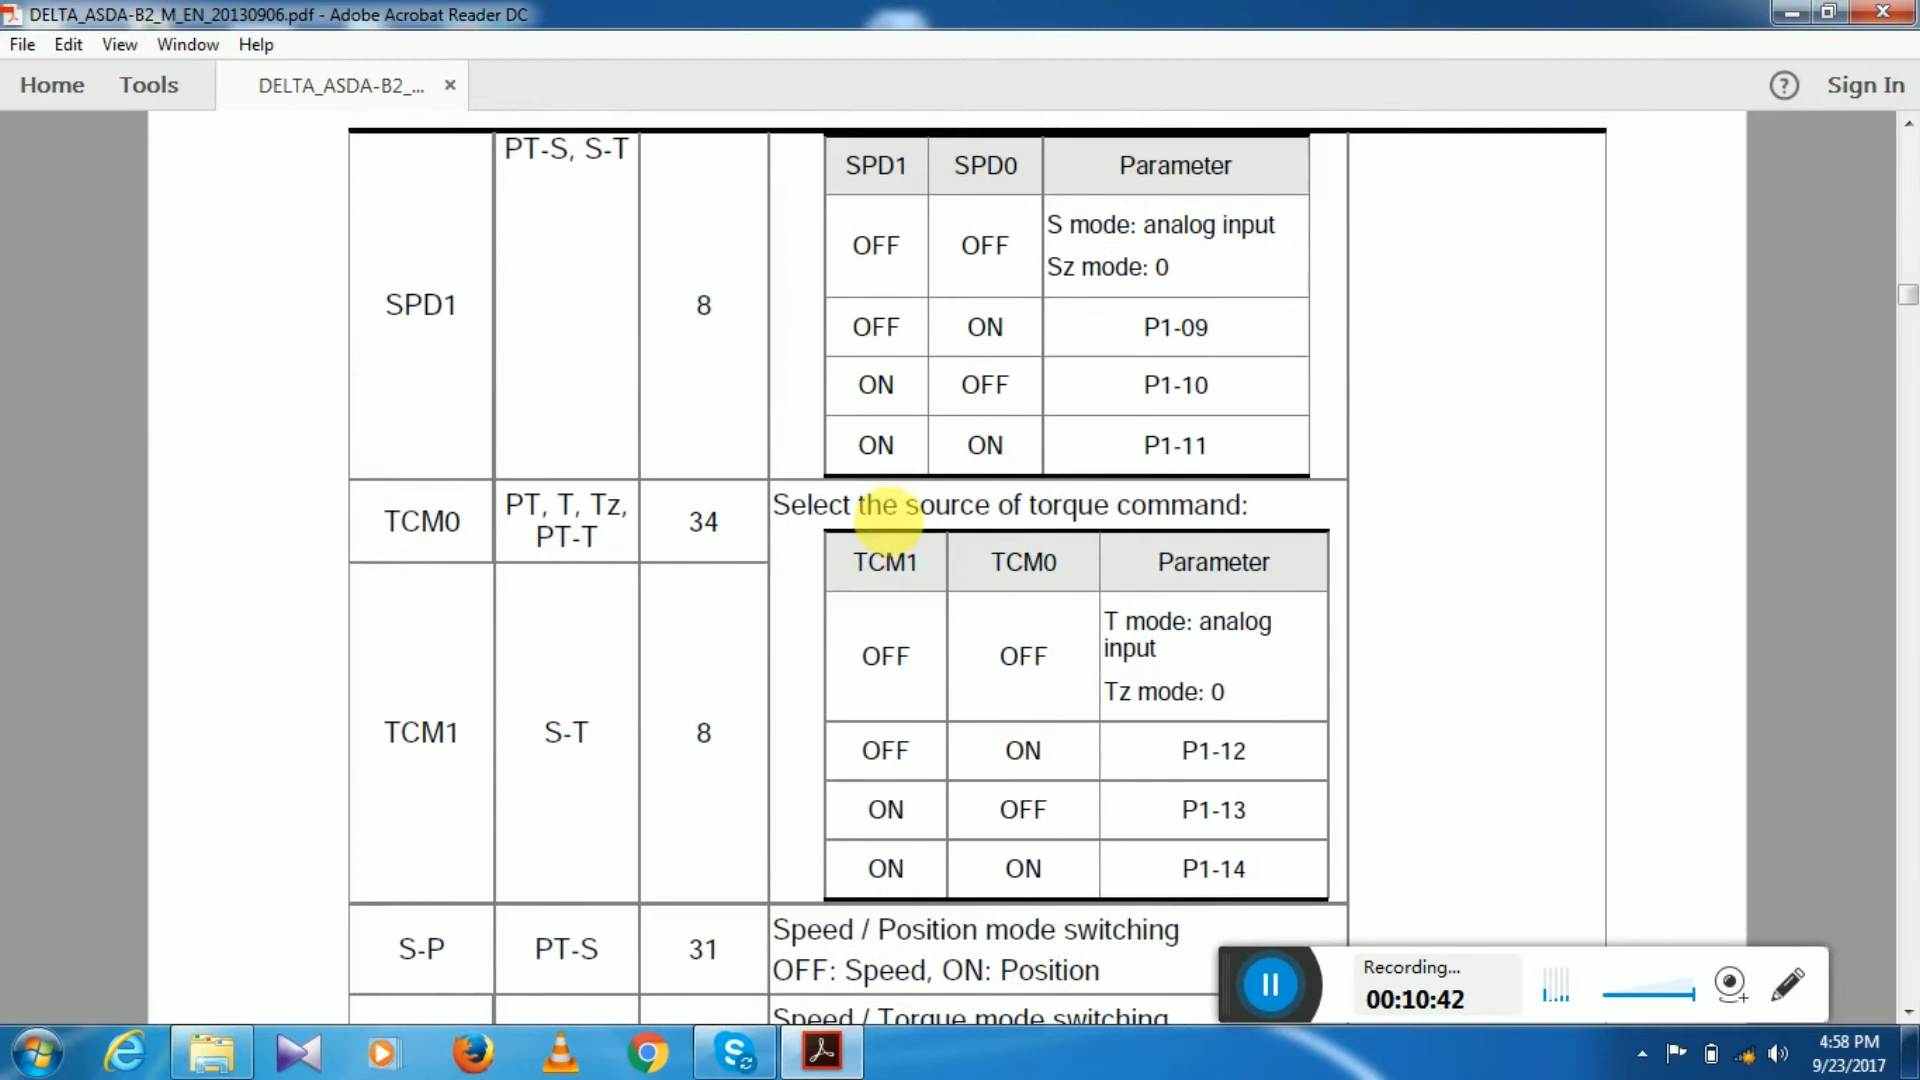 DELTA_ASDA-B2_M_EN_20130906.pdf - Adobe Acrobat Reader DC
File Edit View Window Help
Home Tools DELTA_ASDA-B2_... × ? Sign In
PT-S, S-T
SPD1 8
SPD1 SPD0 Parameter
OFF OFF S mode: analog input
Sz mode: 0
OFF ON P1-09
ON OFF P1-10
ON ON P1-11
TCM0 PT, T, Tz,
PT-T 34
Select the source of torque command:
TCM1 S-T 8
TCM1 TCM0 Parameter
OFF OFF T mode: analog
input
Tz mode: 0
OFF ON P1-12
ON OFF P1-13
ON ON P1-14
S-P PT-S 31 Speed / Position mode switching
OFF: Speed, ON: Position
Speed / Torque mode switching
Recording...
00:10:42
4:58 PM
9/23/2017